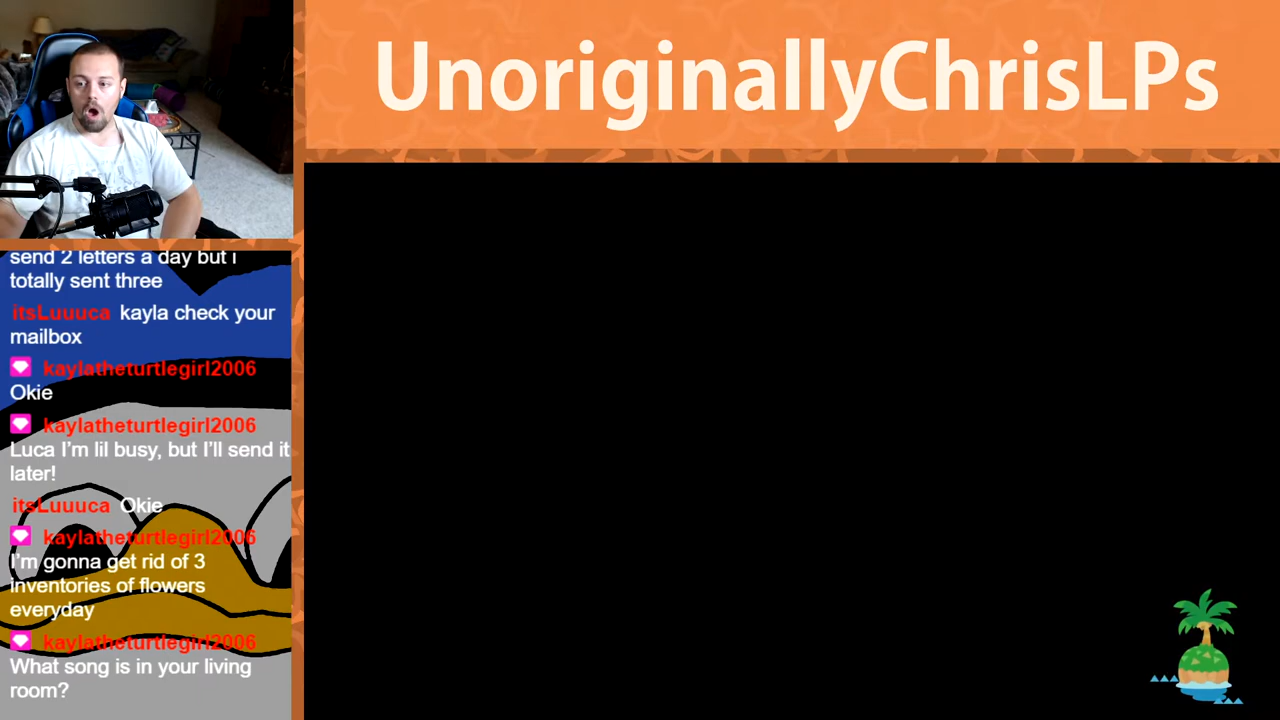 UnoriginallyChrisLPs
send 2 letters a day but i
totally sent three
itsLuuuca kayla check your
mailbox
kaylatheturtlegirl2006
Okie
kaylatheturtlegirl2006
Luca I'm lil busy, but I'll send it
later!
itsLuuuca Okie
kaylatheturtlegirl2006
I'm gonna get rid of 3
inventories of flowers
everyday
kaylatheturtlegirl2006
What song is in your living
room?